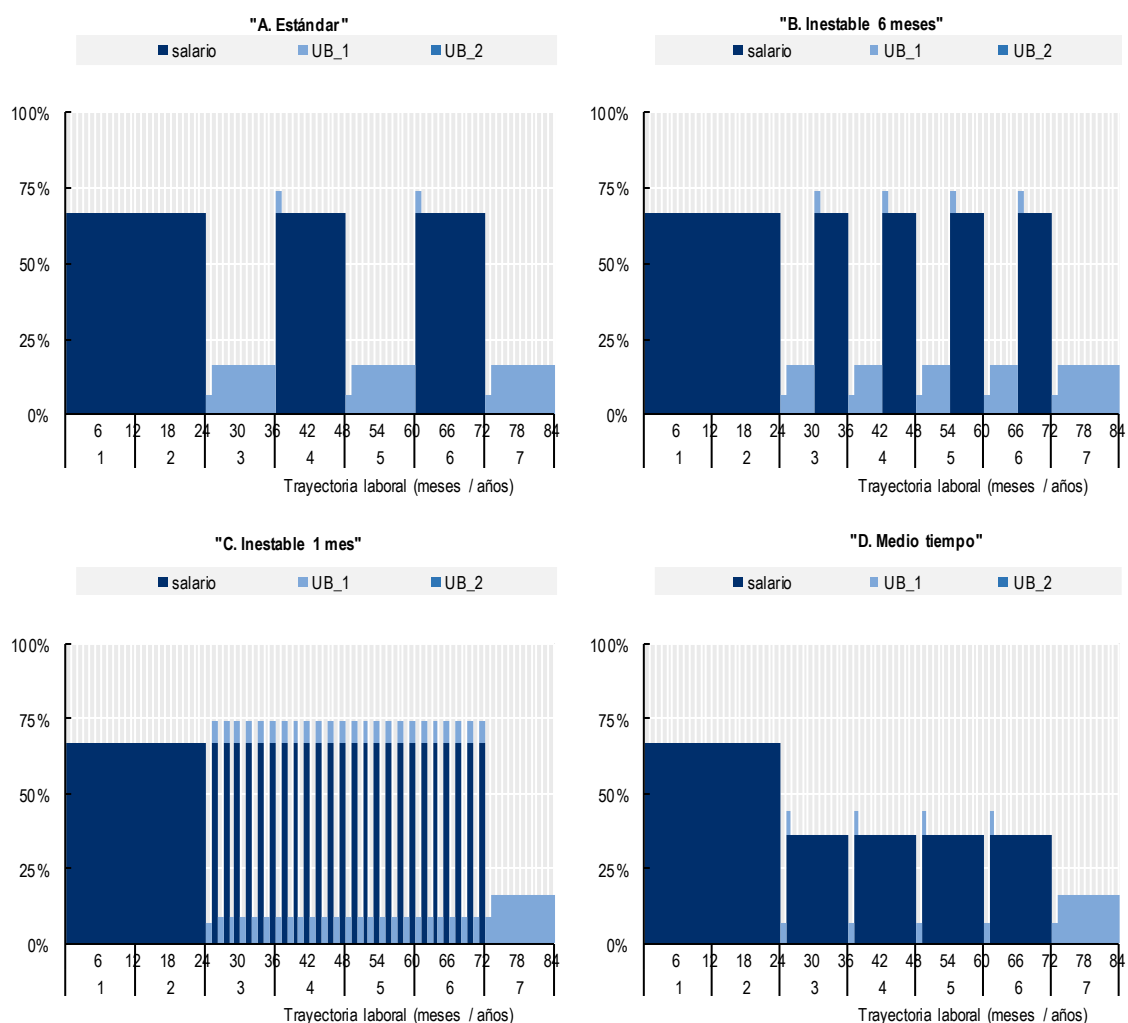 "A. Estándar"
salario UB_1 UB_2
100%
75%
50%
25%
0%
6 12 18 24 30 36 42 48 54 60 66 72 78 84
1 2 3 4 5 6 7
Trayectoria laboral (meses / años)
"B. Inestable 6 meses"
salario UB_1 UB_2
100%
75%
50%
25%
0%
6 12 18 24 30 36 42 48 54 60 66 72 78 84
1 2 3 4 5 6 7
Trayectoria laboral (meses / años)
"C. Inestable 1 mes"
salario UB_1 UB_2
100%
75%
50%
25%
0%
6 12 18 24 30 36 42 48 54 60 66 72 78 84
1 2 3 4 5 6 7
Trayectoria laboral (meses / años)
"D. Medio tiempo"
salario UB_1 UB_2
100%
75%
50%
25%
0%
6 12 18 24 30 36 42 48 54 60 66 72 78 84
1 2 3 4 5 6 7
Trayectoria laboral (meses / años)